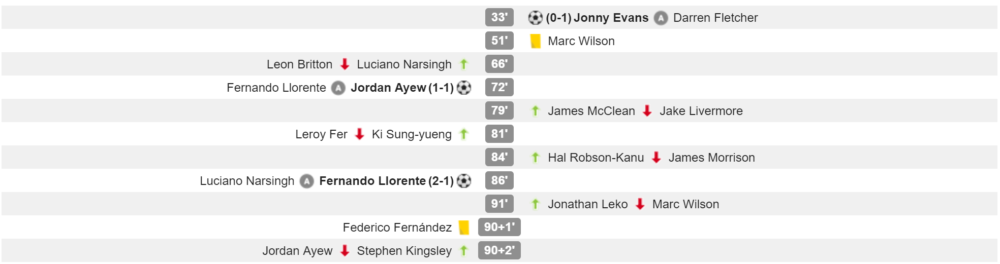 33' (0-1) Jonny Evans A Darren Fletcher
51' Marc Wilson
Leon Britton Luciano Narsingh 66'
Fernando Llorente A Jordan Ayew (1-1) 72'
79' James McClean Jake Livermore
Leroy Fer Ki Sung-yueng 81'
84' Hal Robson-Kanu James Morrison
Luciano Narsingh A Fernando Llorente (2-1) 86'
91' Jonathan Leko Marc Wilson
Federico Fernández 90+1'
Jordan Ayew Stephen Kingsley 90+2'